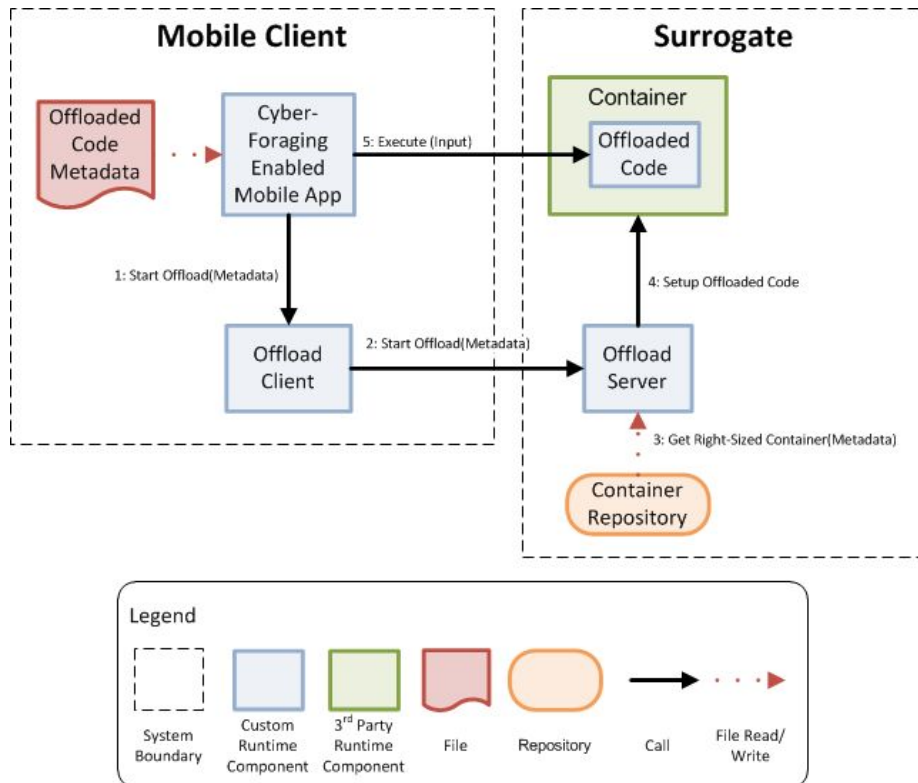 Mobile Client
Surrogate
Offloaded
Code
Metadata
Cyber-
Foraging
Enabled
Mobile App
5: Execute (Input)
Container
Offloaded
Code
1: Start Offload(Metadata)
4: Setup Offloaded Code
Offload
Client
2: Start Offload(Metadata)
Offload
Server
3: Get Right-Sized Container(Metadata)
Container
Repository
Legend
System
Boundary
Custom
Runtime
Component
3rd Party
Runtime
Component
File
Repository
Call
File Read/
Write